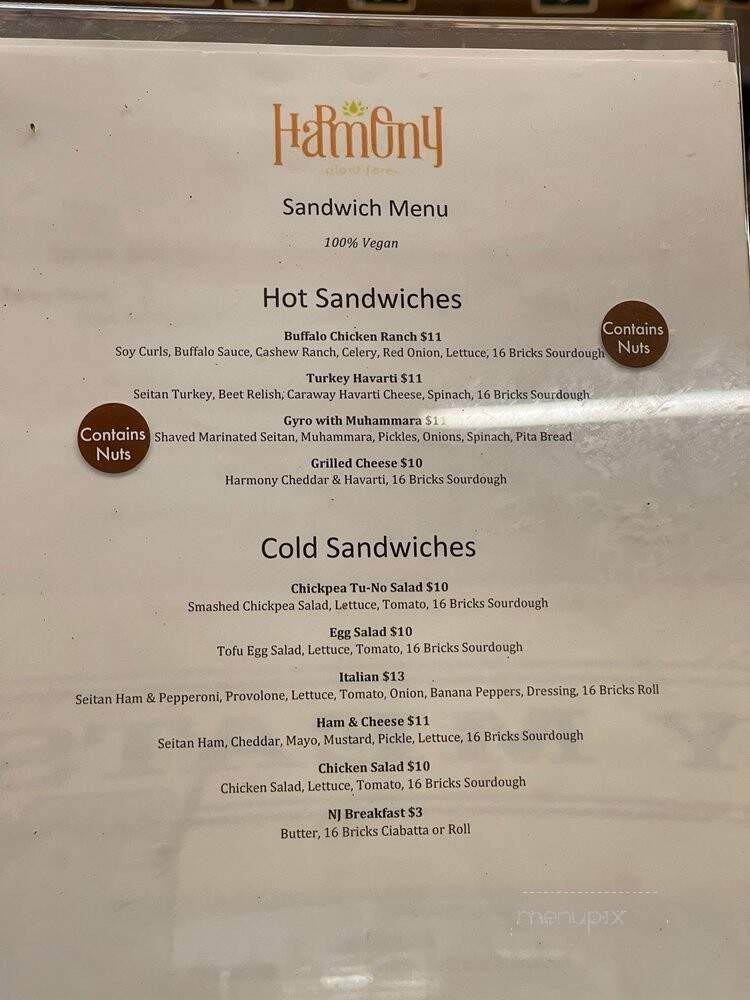 Harmony
plant fare
Sandwich Menu
100% Vegan
Hot Sandwiches
Buffalo Chicken Ranch $11
Soy Curls, Buffalo Sauce, Cashew Ranch, Celery, Red Onion, Lettuce, 16 Bricks Sourdough
Contains
Nuts
Turkey Havarti $11
Seitan Turkey, Beet Relish, Caraway Havarti Cheese, Spinach, 16 Bricks Sourdough
Gyro with Muhammara $11
Contains
Nuts
Shaved Marinated Seitan, Muhammara, Pickles, Onions, Spinach, Pita Bread
Grilled Cheese $10
Harmony Cheddar & Havarti, 16 Bricks Sourdough
Cold Sandwiches
Chickpea Tu-No Salad $10
Smashed Chickpea Salad, Lettuce, Tomato, 16 Bricks Sourdough
Egg Salad $10
Tofu Egg Salad, Lettuce, Tomato, 16 Bricks Sourdough
Italian $13
Seitan Ham & Pepperoni, Provolone, Lettuce, Tomato, Onion, Banana Peppers, Dressing, 16 Bricks Roll
Ham & Cheese $11
Seitan Ham, Cheddar, Mayo, Mustard, Pickle, Lettuce, 16 Bricks Sourdough
Chicken Salad $10
Chicken Salad, Lettuce, Tomato, 16 Bricks Sourdough
NJ Breakfast $3
Butter, 16 Bricks Ciabatta or Roll
menupix